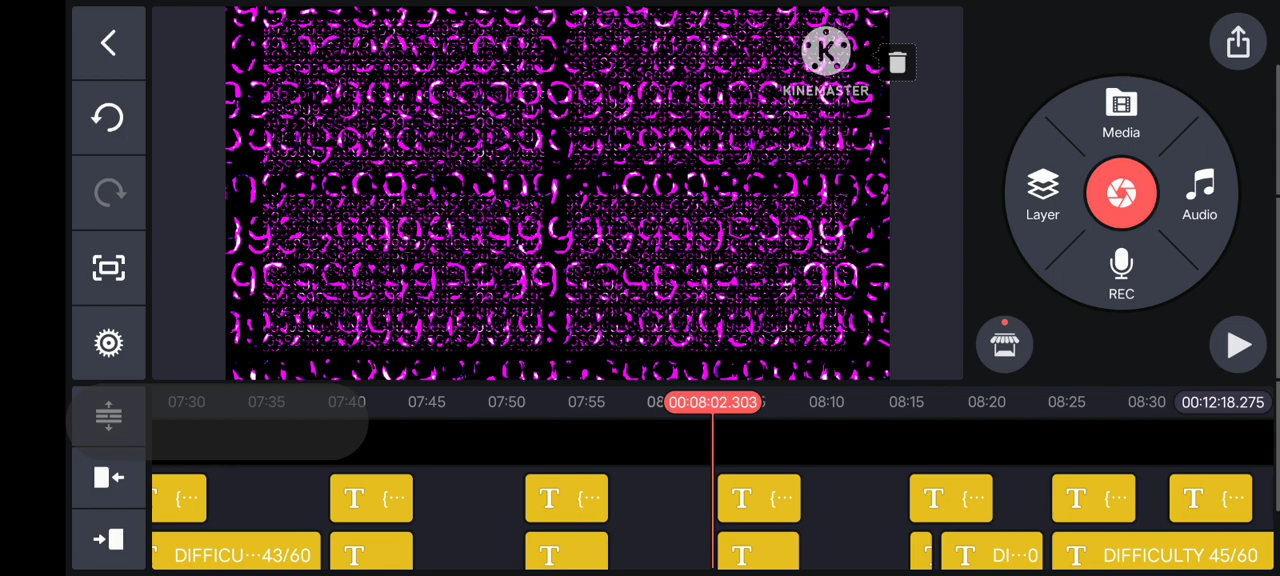 K
KINEMASTER
Media
Layer
Audio
REC
07:30 07:35 07:40 07:45 07:50 07:55 00:08:02.303 08:10 08:15 08:20 08:25 08:30 00:12:18.275
T {··· T {··· T {··· T {··· T {··· T {···
DIFFICU···43/60 T T T T DI···0 T DIFFICULTY 45/60